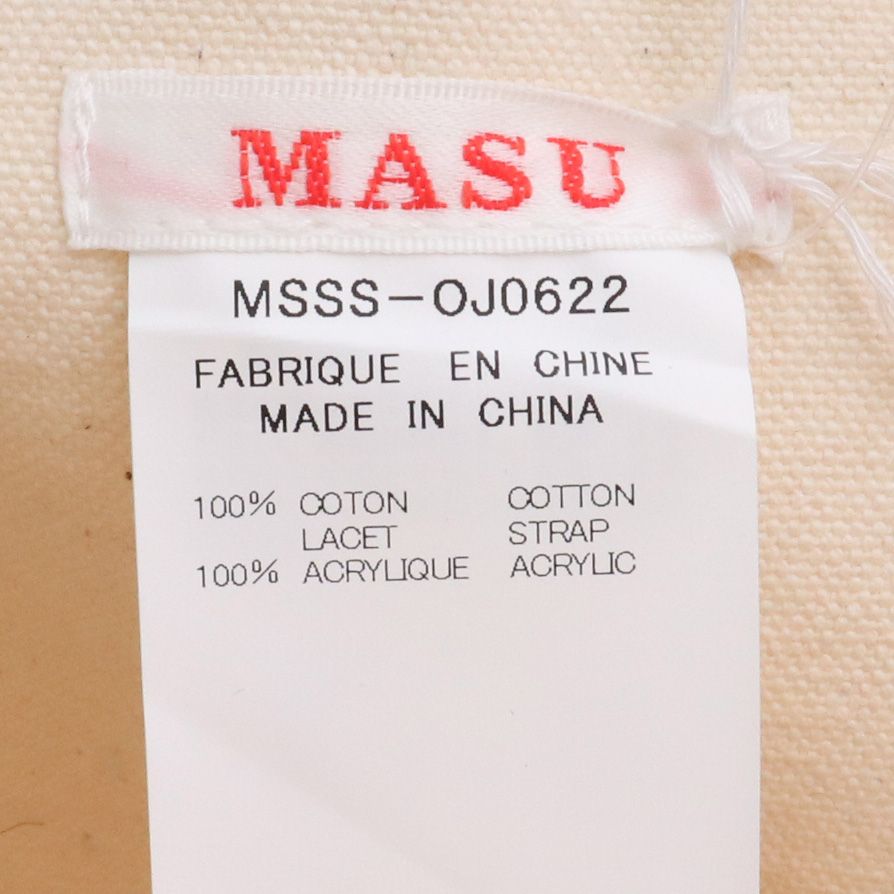 MASU
MSSS-OJ0622
FABRIQUE EN CHINE
MADE IN CHINA
100% COTON COTTON
LACET STRAP
100% ACRYLIQUE ACRYLIC